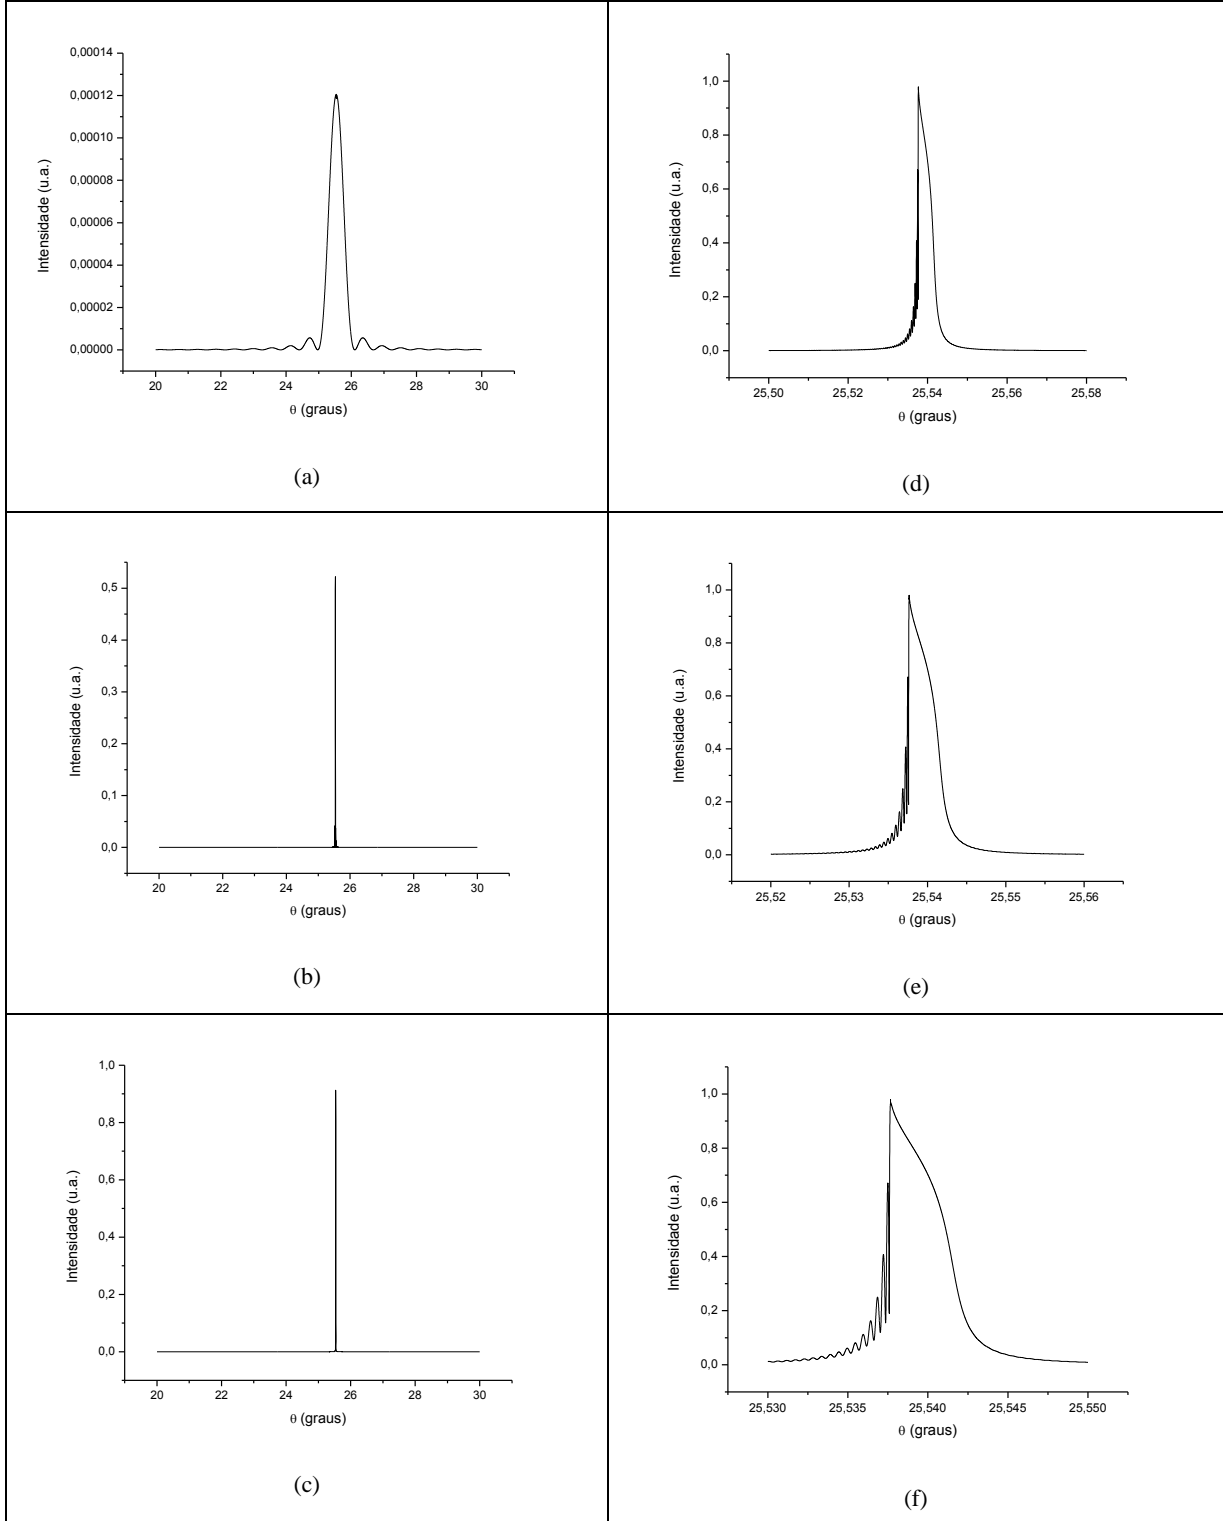 0,00014
0,00012
0,00010
0,00008
0,00006
0,00004
0,00002
0,00000
Intensidade (u.a.)
20 22 24 26 28 30
θ (graus)
(a)
1,0
0,8
0,6
0,4
0,2
0,0
Intensidade (u.a.)
25,50 25,52 25,54 25,56 25,58
θ (graus)
(d)
0,5
0,4
0,3
0,2
0,1
0,0
Intensidade (u.a.)
20 22 24 26 28 30
θ (graus)
(b)
1,0
0,8
0,6
0,4
0,2
0,0
Intensidade (u.a.)
25,52 25,53 25,54 25,55 25,56
θ (graus)
(e)
1,0
0,8
0,6
0,4
0,2
0,0
Intensidade (u.a.)
20 22 24 26 28 30
θ (graus)
(c)
1,0
0,8
0,6
0,4
0,2
0,0
Intensidade (u.a.)
25,530 25,535 25,540 25,545 25,550
θ (graus)
(f)